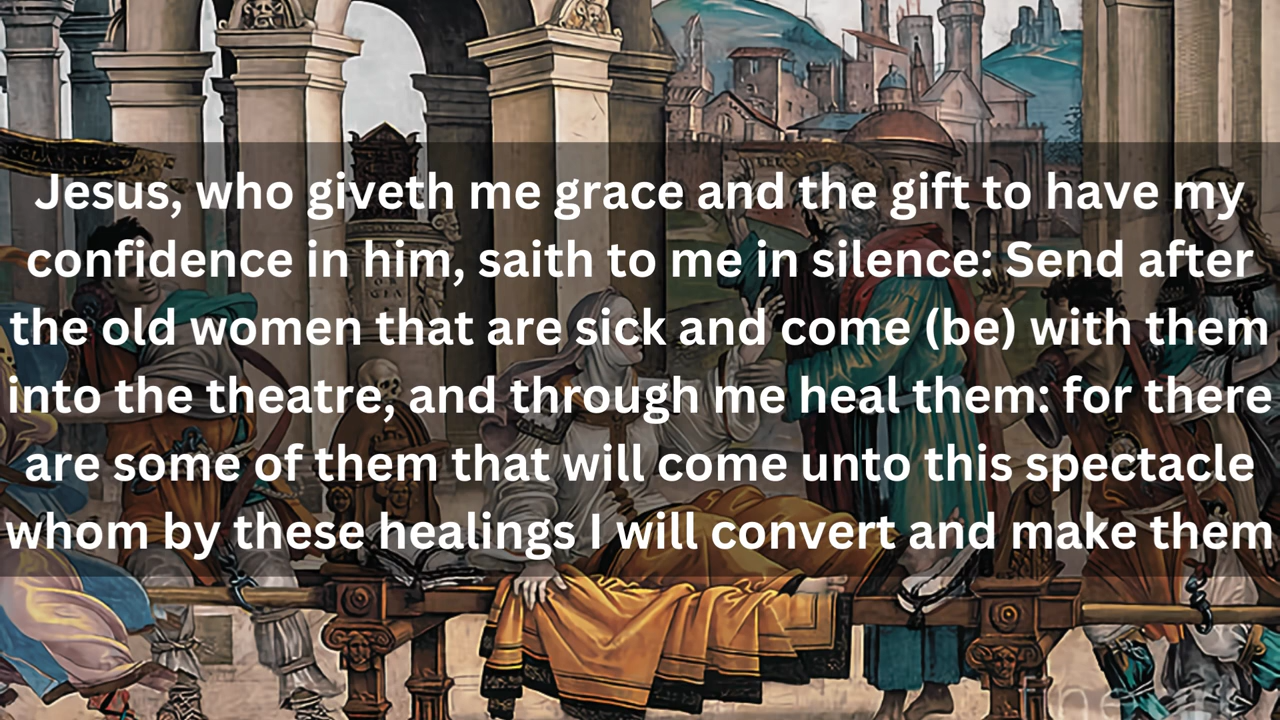 Jesus, who giveth me grace and the gift to have my
confidence in him, saith to me in silence: Send after
the old women that are sick and come (be) with them
into the theatre, and through me heal them: for there
are some of them that will come unto this spectacle
whom by these healings I will convert and make them
OR
GEN